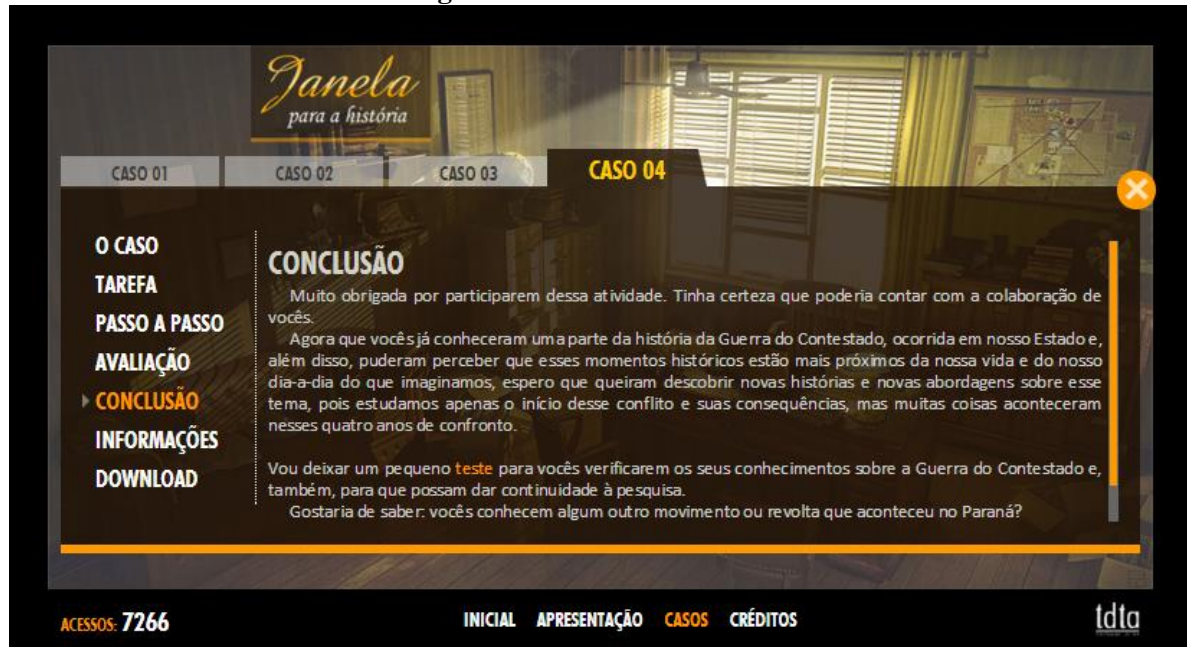 Janela
para a história
CASO 01 CASO 02 CASO 03 CASO 04
O CASO
TAREFA
PASSO A PASSO
AVALIAÇÃO
CONCLUSÃO
INFORMAÇÕES
DOWNLOAD
CONCLUSÃO
Muito obrigada por participarem dessa atividade. Tinha certeza que poderia contar com a colaboração de
vocês.
Agora que vocês já conheceram uma parte da história da Guerra do Contestado, ocorrida em nosso Estado e,
além disso, puderam perceber que esses momentos históricos estão mais próximos da nossa vida e do nosso
dia-a-dia do que imaginamos, espero que queiram descobrir novas histórias e novas abordagens sobre esse
tema, pois estudamos apenas o início desse conflito e suas consequências, mas muitas coisas aconteceram
nesses quatro anos de confronto.
Vou deixar um pequeno teste para vocês verificarem os seus conhecimentos sobre a Guerra do Contestado e,
também, para que possam dar continuidade à pesquisa.
Gostaria de saber: vocês conhecem algum outro movimento ou revolta que aconteceu no Paraná?
ACESSOS: 7266
INICIAL APRESENTAÇÃO CASOS CRÉDITOS
tdta